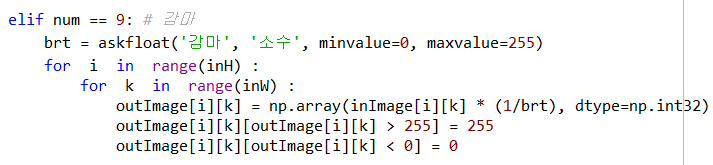 elif num == 9: # 감마
brt = askfloat('감마', '소수', minvalue=0, maxvalue=255)
for i in range(inH) :
for k in range(inW) :
outImage[i][k] = np.array(inImage[i][k] * (1/brt), dtype=np.int32)
outImage[i][k][outImage[i][k] > 255] = 255
outImage[i][k][outImage[i][k] < 0] = 0